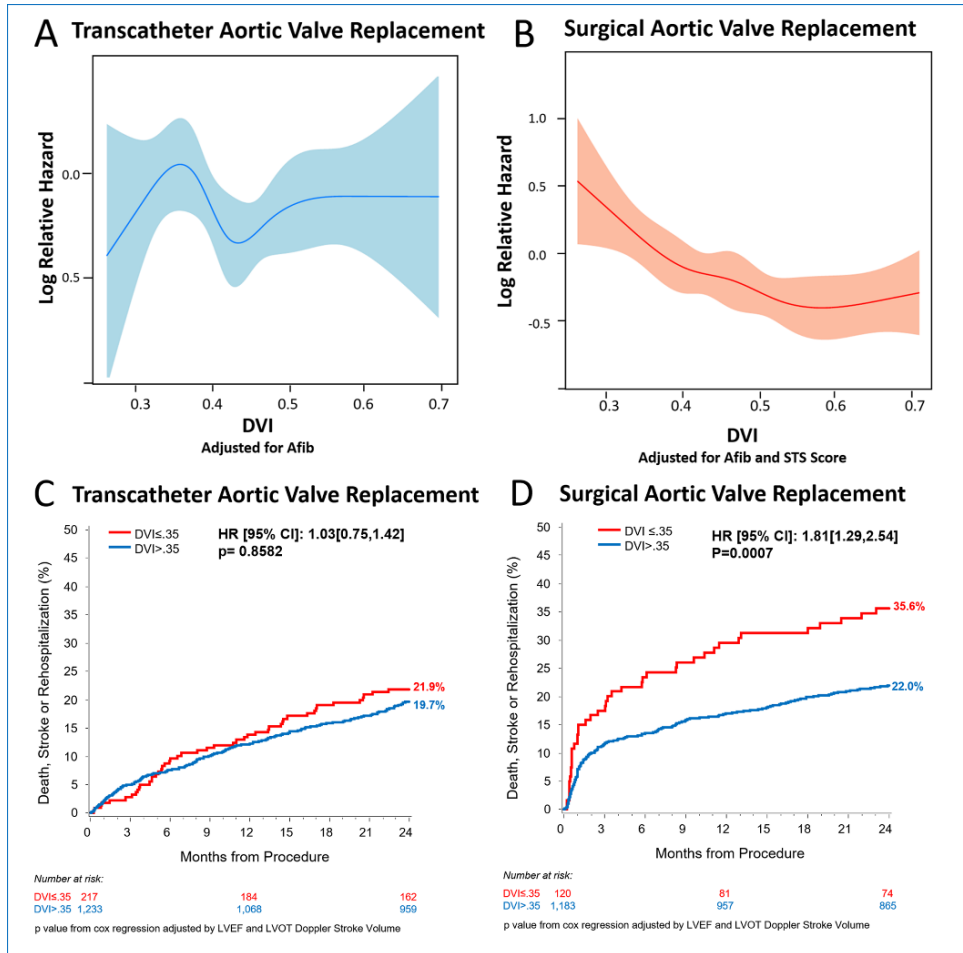 A Transcatheter Aortic Valve Replacement
Log Relative Hazard
0.0
0.5
0.3 0.4 0.5 0.6 0.7
DVI
Adjusted for Afib
B Surgical Aortic Valve Replacement
Log Relative Hazard
1.0
0.5
0.0
-0.5
0.3 0.4 0.5 0.6 0.7
DVI
Adjusted for Afib and STS Score
C Transcatheter Aortic Valve Replacement
Death, Stroke or Rehospitalization (%)
50
45
40
35
30
25
20
15
10
5
0
DVI≤.35
DVI>.35
HR [95% CI]: 1.03[0.75,1.42]
p= 0.8582
21.9%
19.7%
0 3 6 9 12 15 18 21 24
Months from Procedure
Number at risk:
DVI≤.35 217 184 162
DVI>.35 1,233 1,068 959
p value from cox regression adjusted by LVEF and LVOT Doppler Stroke Volume
D Surgical Aortic Valve Replacement
Death, Stroke or Rehospitalization (%)
50
45
40
35
30
25
20
15
10
5
0
DVI ≤.35
DVI>.35
HR [95% CI]: 1.81[1.29,2.54]
P=0.0007
35.6%
22.0%
0 3 6 9 12 15 18 21 24
Months from Procedure
Number at risk:
DVI≤.35 120 81 74
DVI>.35 1,183 957 865
p value from cox regression adjusted by LVEF and LVOT Doppler Stroke Volume